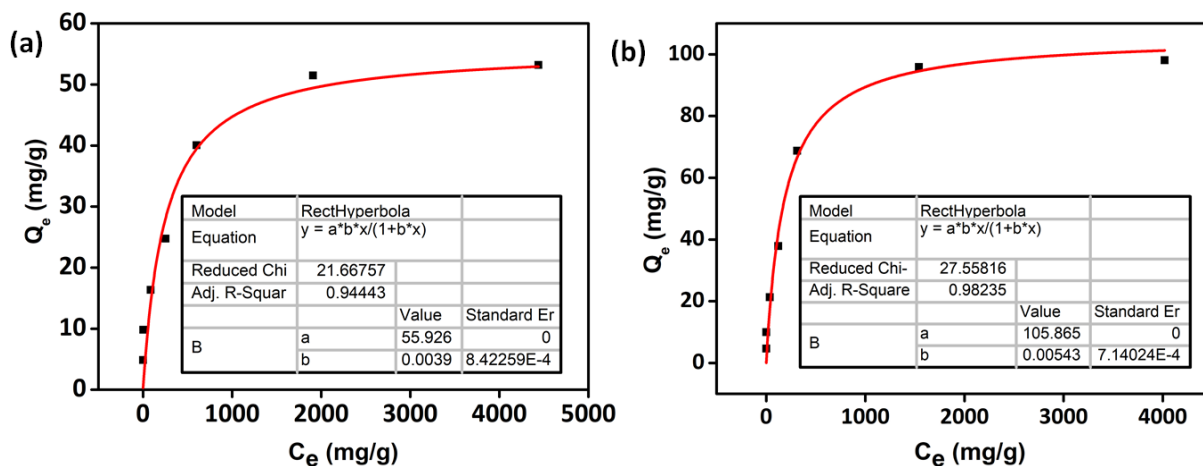 (a)
60
50
40
30
20
10
0
Qe (mg/g)
Model RectHyperbola
Equation y = a*b*x/(1+b*x)
Reduced Chi 21.66757
Adj. R-Squar 0.94443
Value Standard Er
B a 55.926 0
b 0.0039 8.42259E-4
0 1000 2000 3000 4000 5000
Ce (mg/g)
(b)
100
80
60
40
20
0
Qe (mg/g)
Model RectHyperbola
Equation y = a*b*x/(1+b*x)
Reduced Chi- 27.55816
Adj. R-Square 0.98235
Value Standard Er
B a 105.865 0
b 0.00543 7.14024E-4
0 1000 2000 3000 4000
Ce (mg/g)